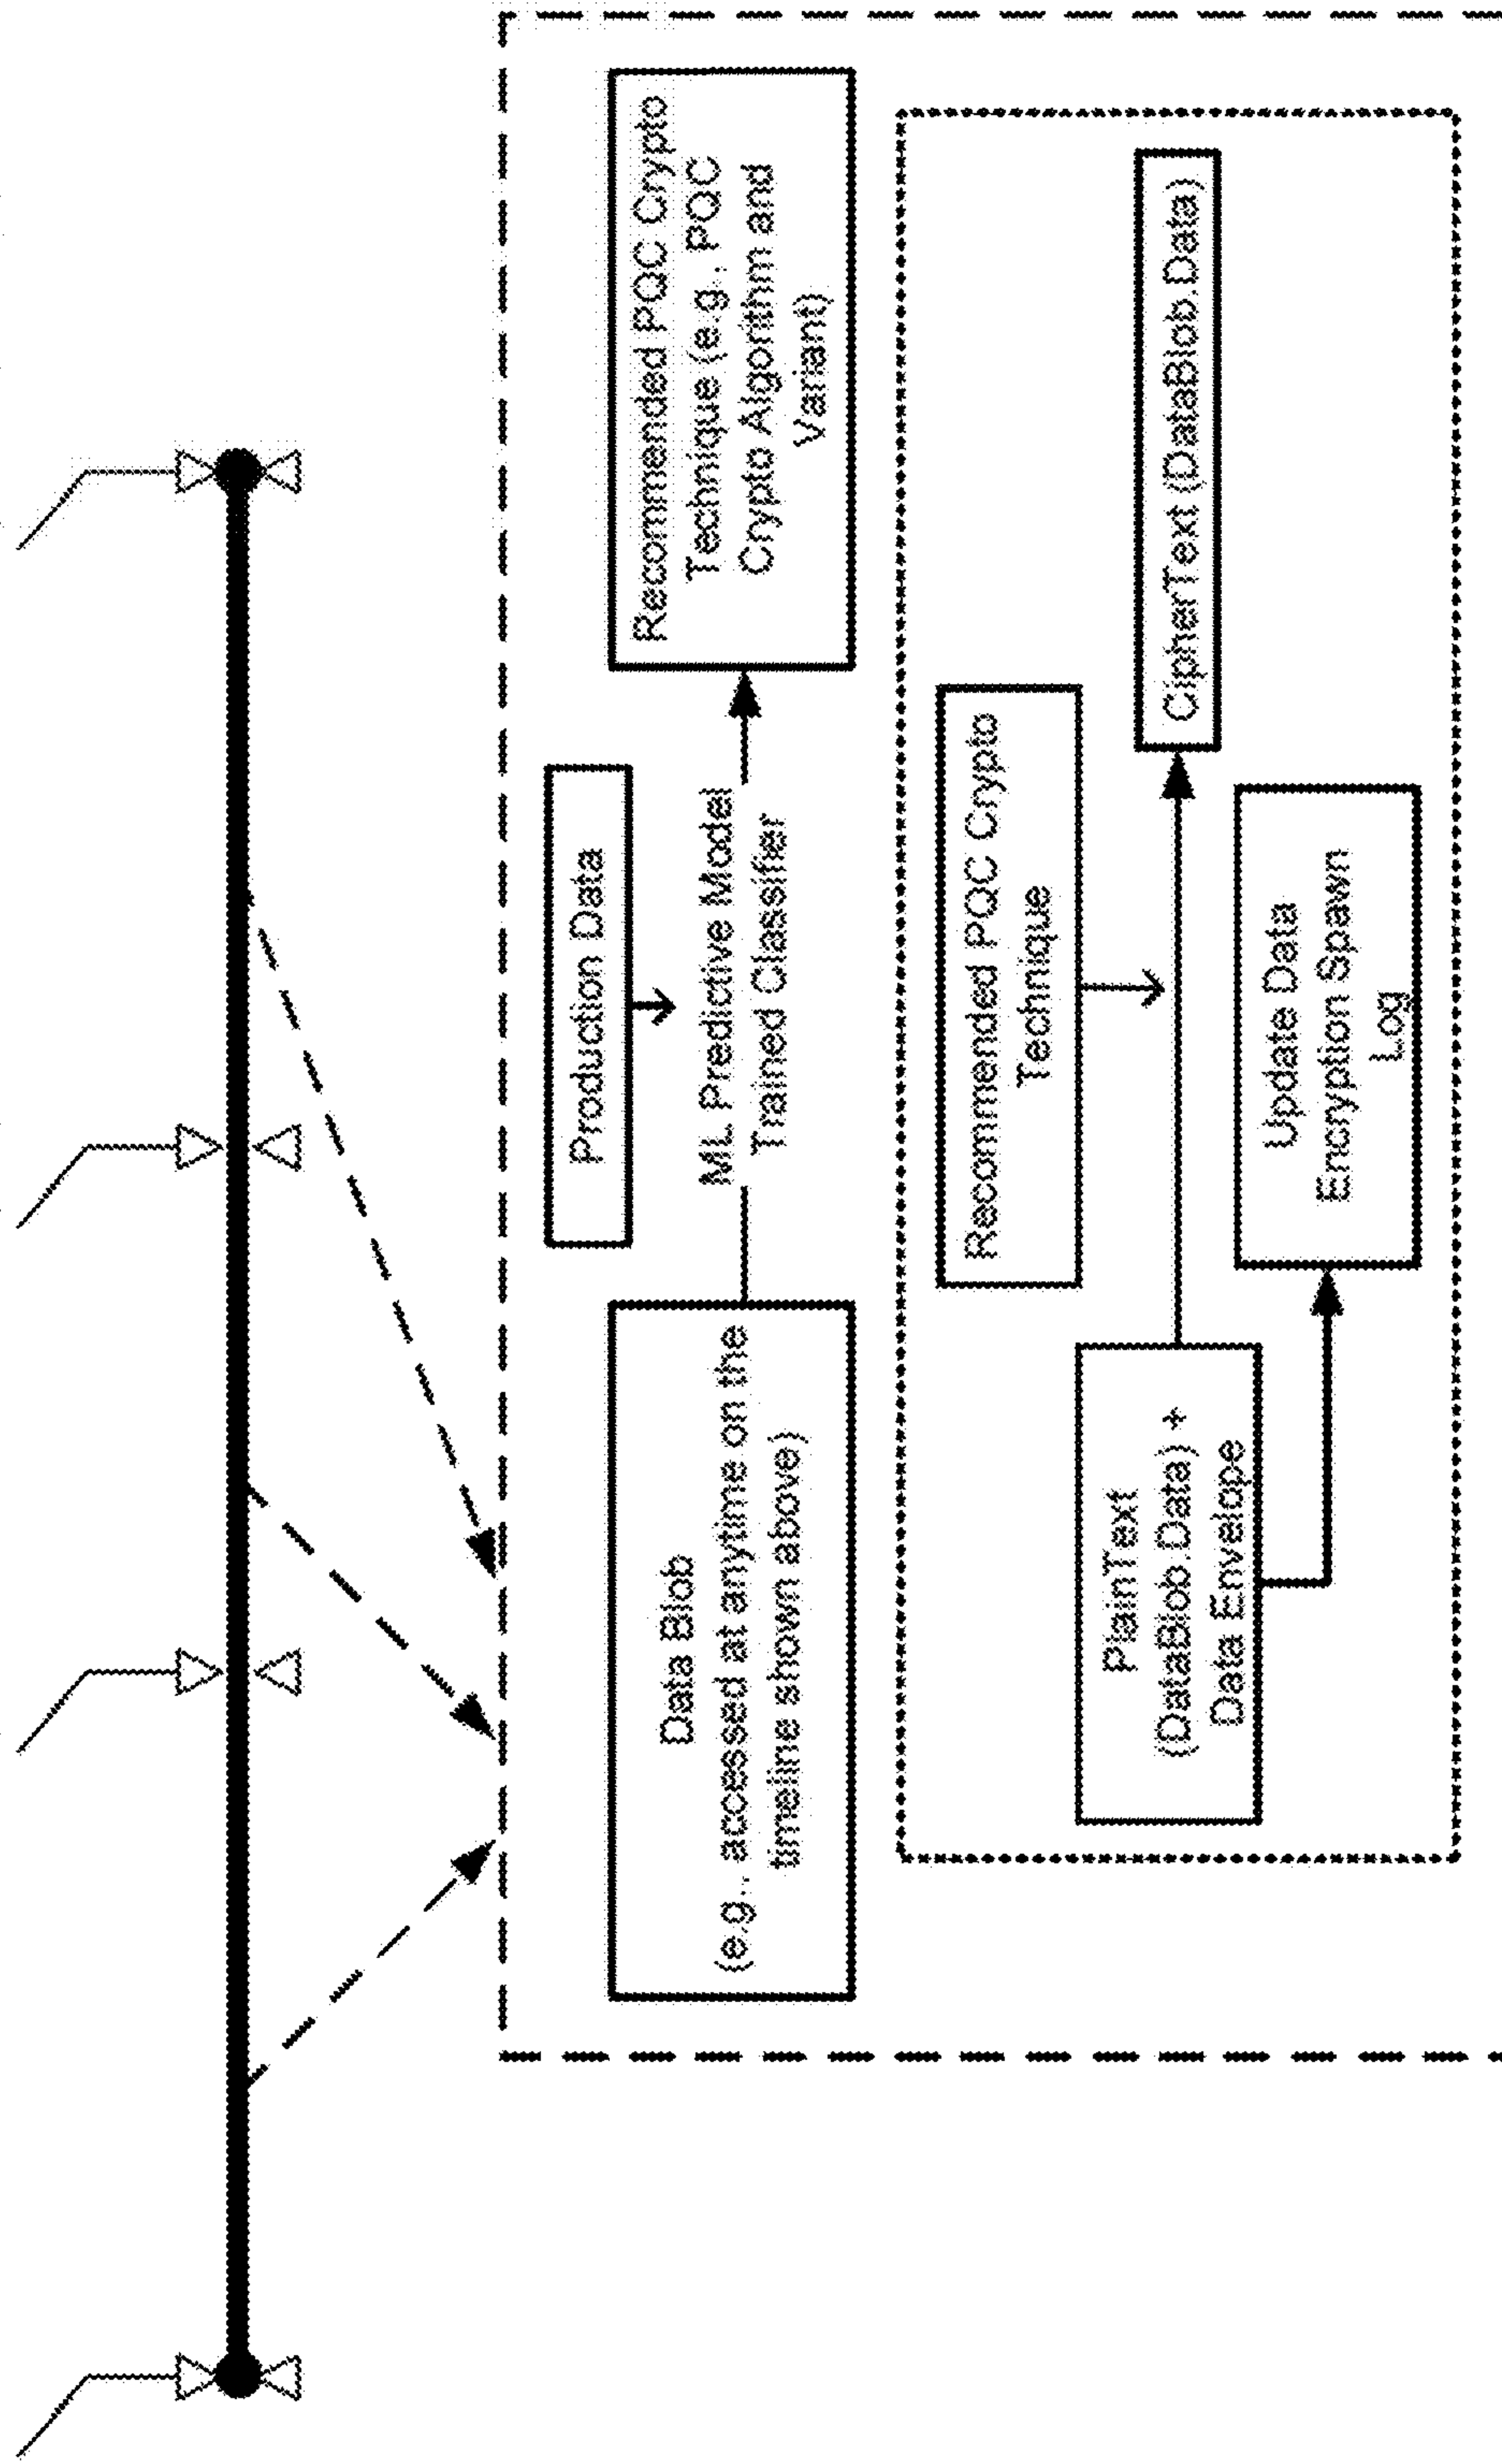 Production Data
Data Blob
(e.g., accessed at anytime on the
timeline shown above)
ML Predictive Model
Trained Classifier
Recommended PQC Crypto
Technique (e.g., PQC
Crypto Algorithm and
Variant)
Recommended PQC Crypto
Technique
PlainText
(DataBlob.Data) +
Data Envelope
CipherText (DataBlob.Data)
Update Data
Encryption Spawn
Log